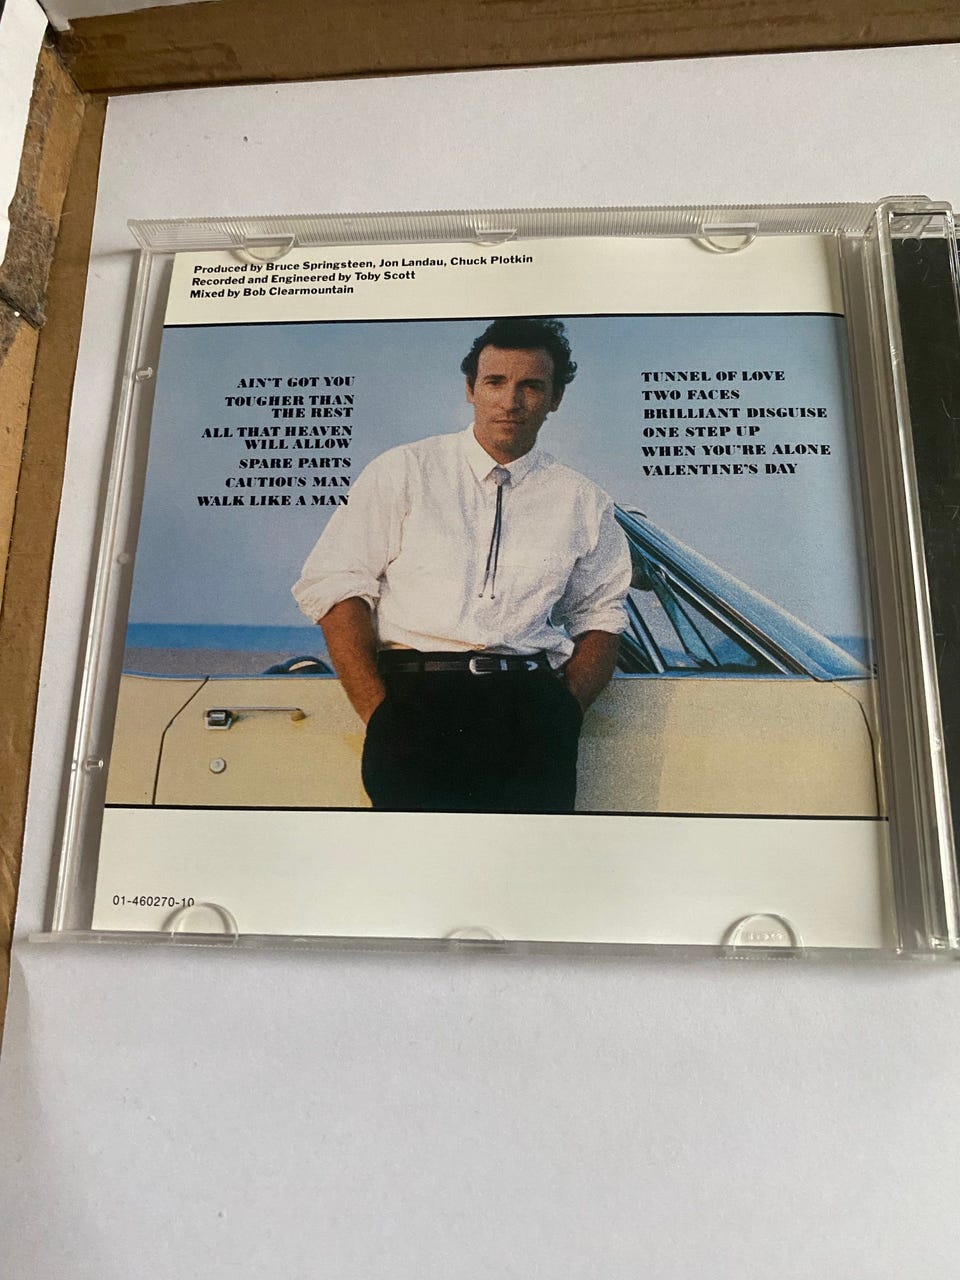 Produced by Bruce Springsteen, Jon Landau, Chuck Plotkin
Recorded and Engineered by Toby Scott
Mixed by Bob Clearmountain
AIN'T GOT YOU
TOUGHER THAN
THE REST
ALL THAT HEAVEN
WILL ALLOW
SPARE PARTS
CAUTIOUS MAN
WALK LIKE A MAN
TUNNEL OF LOVE
TWO FACES
BRILLIANT DISGUISE
ONE STEP UP
WHEN YOU'RE ALONE
VALENTINE'S DAY
01-460270-10